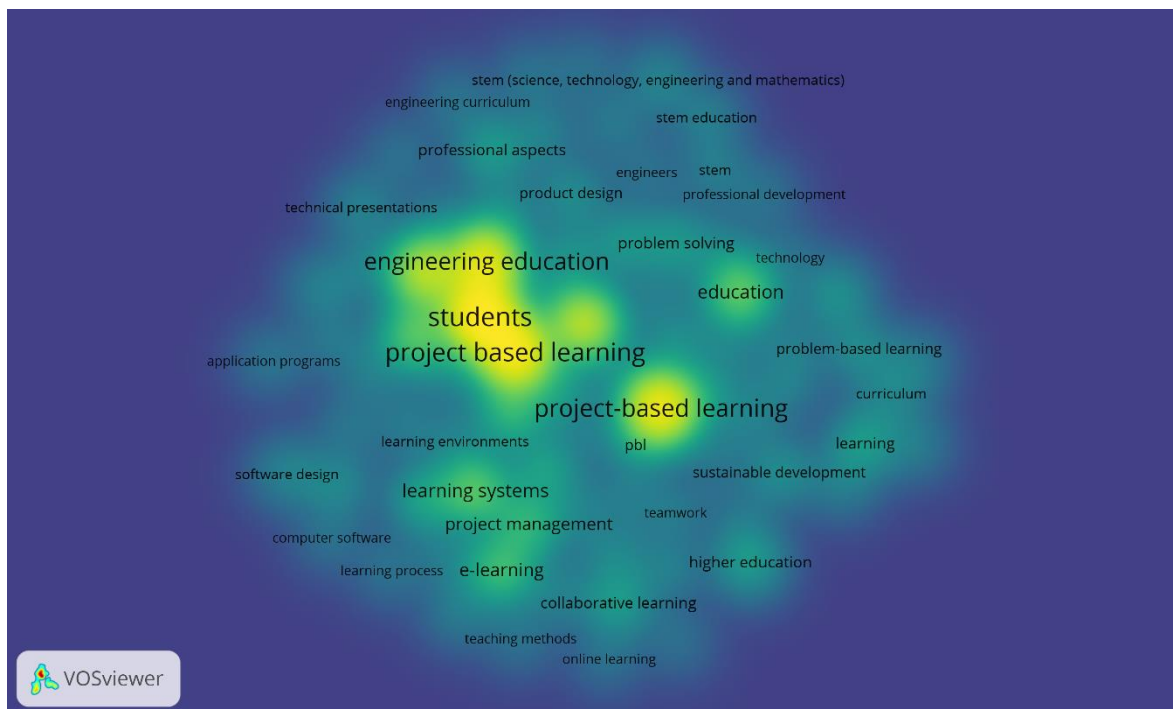 stem (science, technology, engineering and mathematics)
engineering curriculum
stem education
professional aspects
engineers
stem
product design
professional development
technical presentations
problem solving
engineering education
technology
education
students
project based learning
problem-based learning
application programs
curriculum
project-based learning
learning environments
pbl
learning
software design
sustainable development
learning systems
teamwork
project management
computer software
higher education
learning process
e-learning
collaborative learning
teaching methods
online learning
VOSviewer